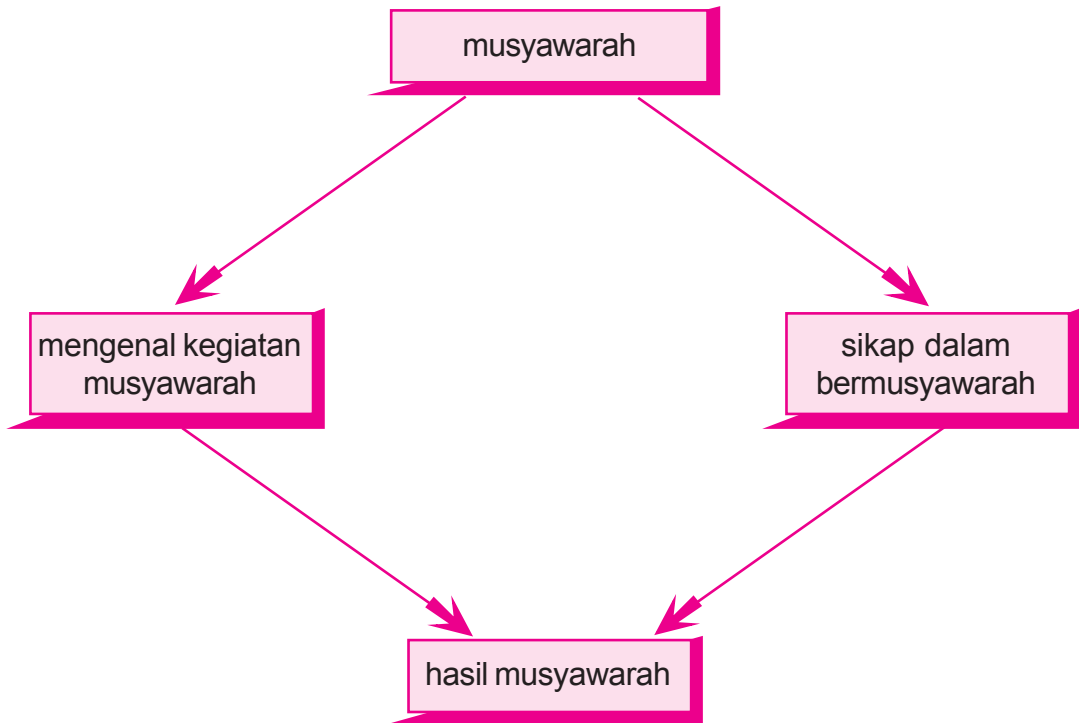 musyawarah
mengenal kegiatan
musyawarah
sikap dalam
bermusyawarah
hasil musyawarah